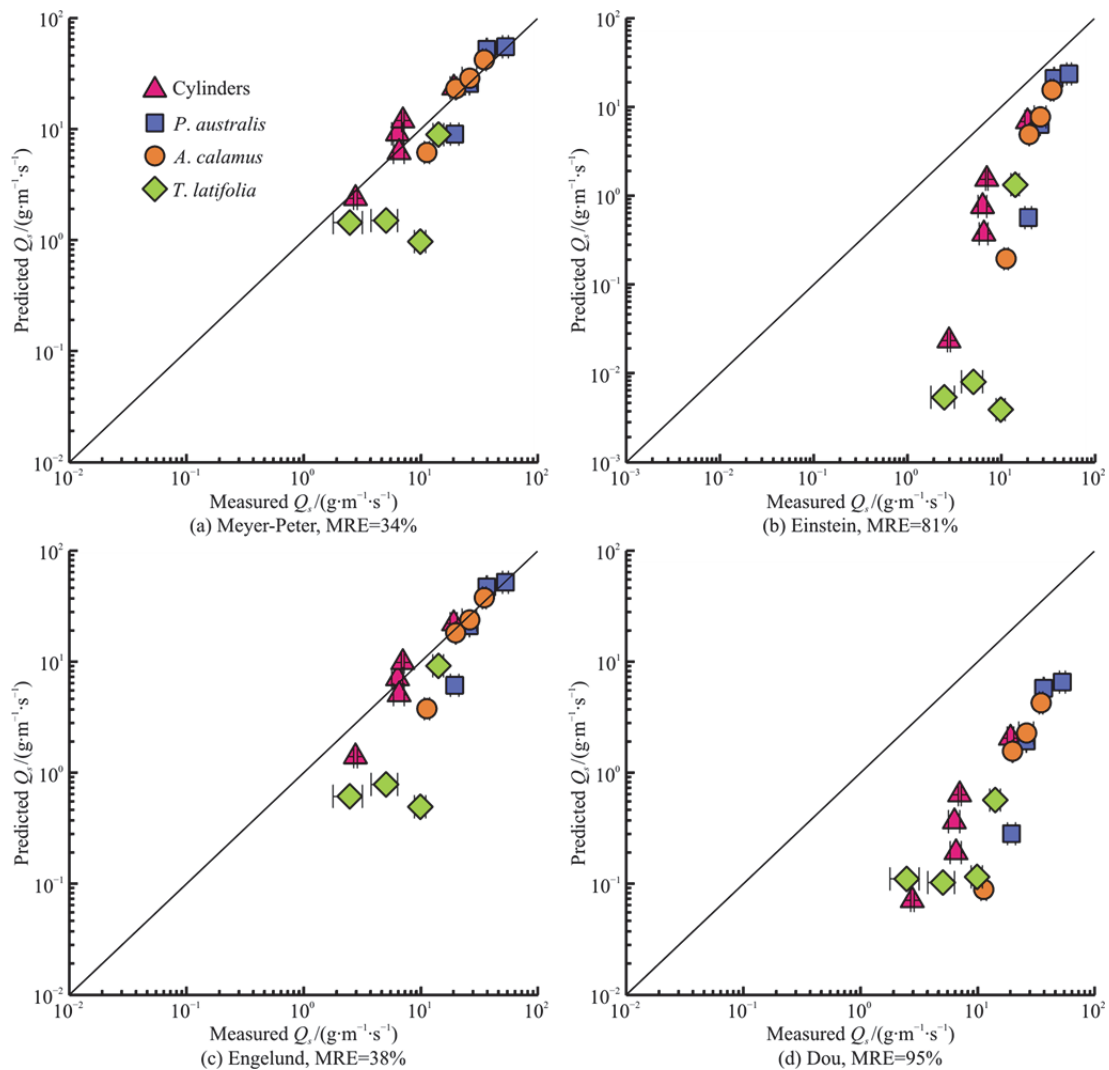 10²
10¹
10⁰
10⁻¹
10⁻²
Predicted Qₛ/(g·m⁻¹·s⁻¹)
Cylinders
P. australis
A. calamus
T. latifolia
10⁻² 10⁻¹ 10⁰ 10¹ 10²
Measured Qₛ/(g·m⁻¹·s⁻¹)
(a) Meyer-Peter, MRE=34%
10²
10¹
10⁰
10⁻¹
10⁻²
10⁻³
Predicted Qₛ/(g·m⁻¹·s⁻¹)
10⁻³ 10⁻² 10⁻¹ 10⁰ 10¹ 10²
Measured Qₛ/(g·m⁻¹·s⁻¹)
(b) Einstein, MRE=81%
10²
10¹
10⁰
10⁻¹
10⁻²
Predicted Qₛ/(g·m⁻¹·s⁻¹)
10⁻² 10⁻¹ 10⁰ 10¹ 10²
Measured Qₛ/(g·m⁻¹·s⁻¹)
(c) Engelund, MRE=38%
10²
10¹
10⁰
10⁻¹
10⁻²
Predicted Qₛ/(g·m⁻¹·s⁻¹)
10⁻² 10⁻¹ 10⁰ 10¹ 10²
Measured Qₛ/(g·m⁻¹·s⁻¹)
(d) Dou, MRE=95%